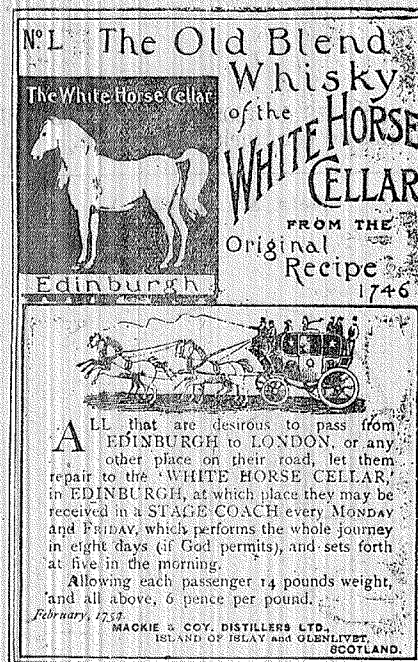 No. L The Old Blend
Whisky
The White Horse Cellar
of the
WHITE HORSE
CELLAR
FROM THE
Original
Recipe
1746
Edinburgh
ALL that are desirous to pass from
EDINBURGH to LONDON, or any
other place on their road, let them
repair to the 'WHITE HORSE CELLAR,'
in EDINBURGH, at which place they may be
received in a STAGE COACH every MONDAY
and FRIDAY, which performs the whole journey
in eight days (if God permits), and sets forth
at five in the morning.
Allowing each passenger 14 pounds weight,
and all above, 6 pence per pound.
February, 1754.
MACKIE & COY. DISTILLERS LTD.,
ISLAND OF ISLAY and GLENLIVET,
SCOTLAND.